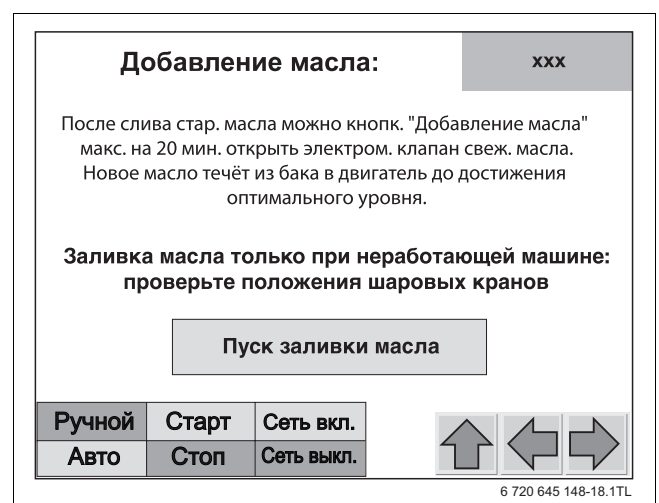 Добавление масла:
xxx
После слива стар. масла можно кнопк. "Добавление масла"
макс. на 20 мин. открыть электром. клапан свеж. масла.
Новое масло течёт из бака в двигатель до достижения
оптимального уровня.
Заливка масла только при неработающей машине:
проверьте положения шаровых кранов
Пуск заливки масла
Ручной Старт Сеть вкл.
Авто Стоп Сеть выкл.
6 720 645 148-18.1TL